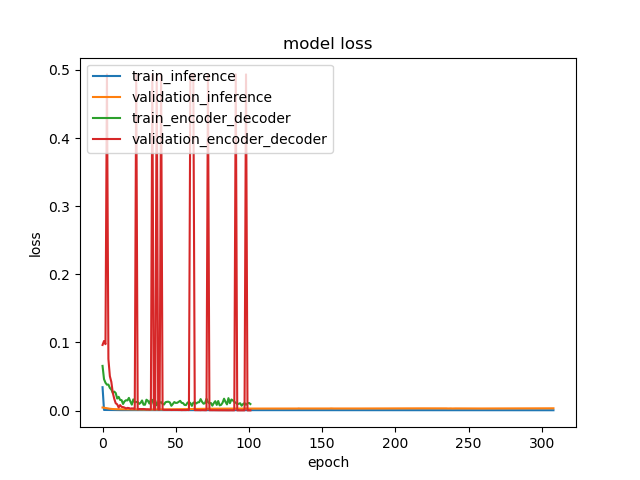 model loss
train_inference
validation_inference
train_encoder_decoder
validation_encoder_decoder
0.5
0.4
0.3
0.2
0.1
0.0
loss
0 50 100 150 200 250 300
epoch